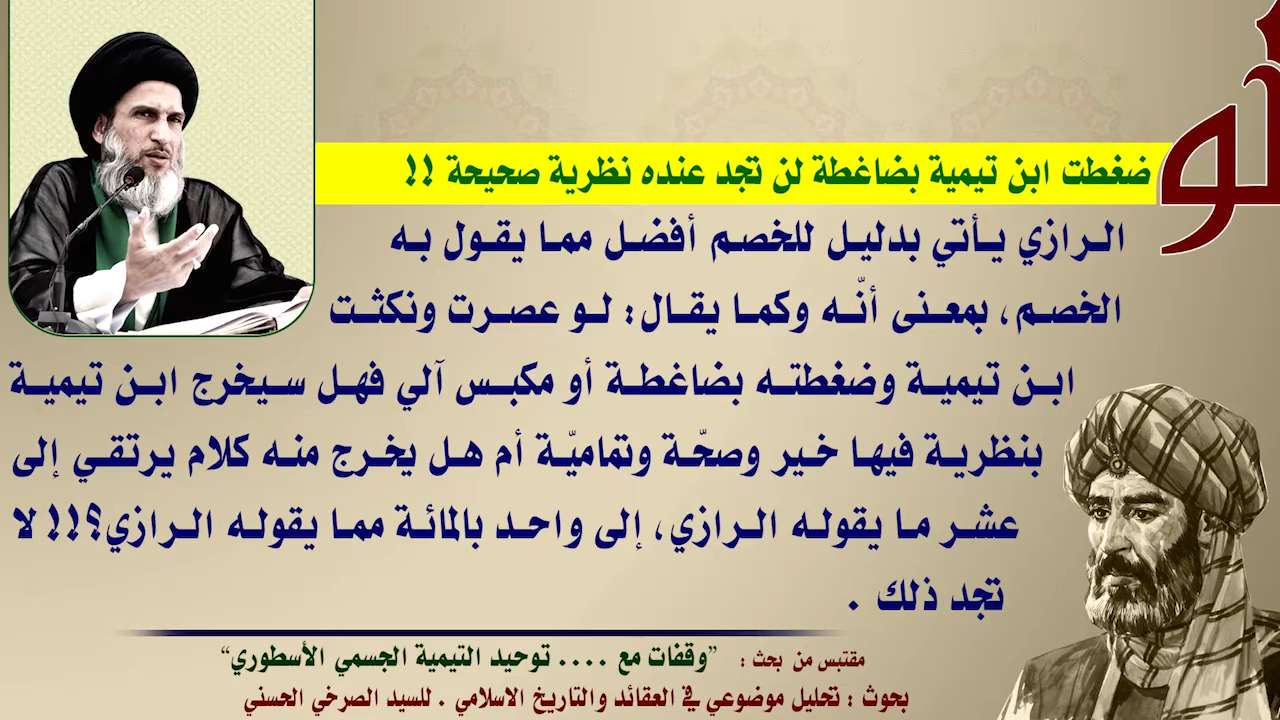 لو
ضغطت ابن تيمية بضاغطة لن تجد عنده نظرية صحيحة !!
الرازي يأتي بدليل للخصم أفضل مما يقول به
الخصم، بمعنى أنّه وكما يقال: لو عصرت ونكثت
ابن تيمية وضغطته بضاغطة أو مكبس آلي فهل سيخرج ابن تيمية
بنظرية فيها خير وصحّة وتماميّة أم هل يخرج منه كلام يرتقي إلى
عشر ما يقوله الرازي، إلى واحد بالمائة مما يقوله الرازي؟!! لا
تجد ذلك .
مقتبس من بحث : "وقفات مع .... توحيد التيمية الجسمي الأسطوري"
بحوث : تحليل موضوعي في العقائد والتاريخ الاسلامي . للسيد الصرخي الحسني